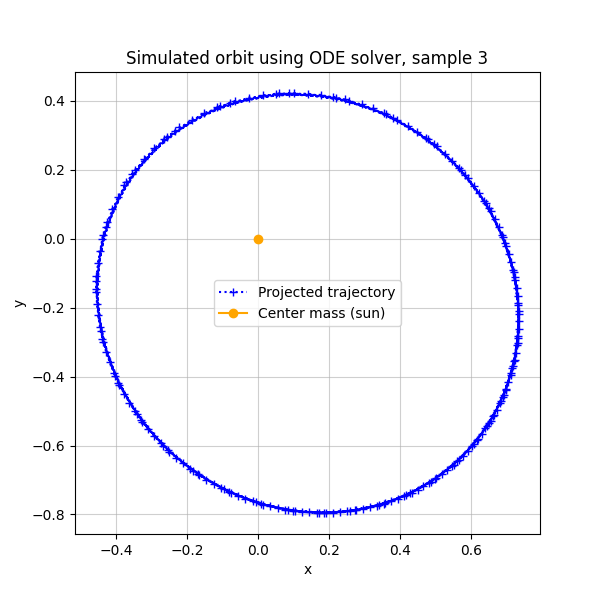 Simulated orbit using ODE solver, sample 3
0.4
0.2
0.0
−0.2
−0.4
−0.6
−0.8
y
Projected trajectory
Center mass (sun)
−0.4 −0.2 0.0 0.2 0.4 0.6
x